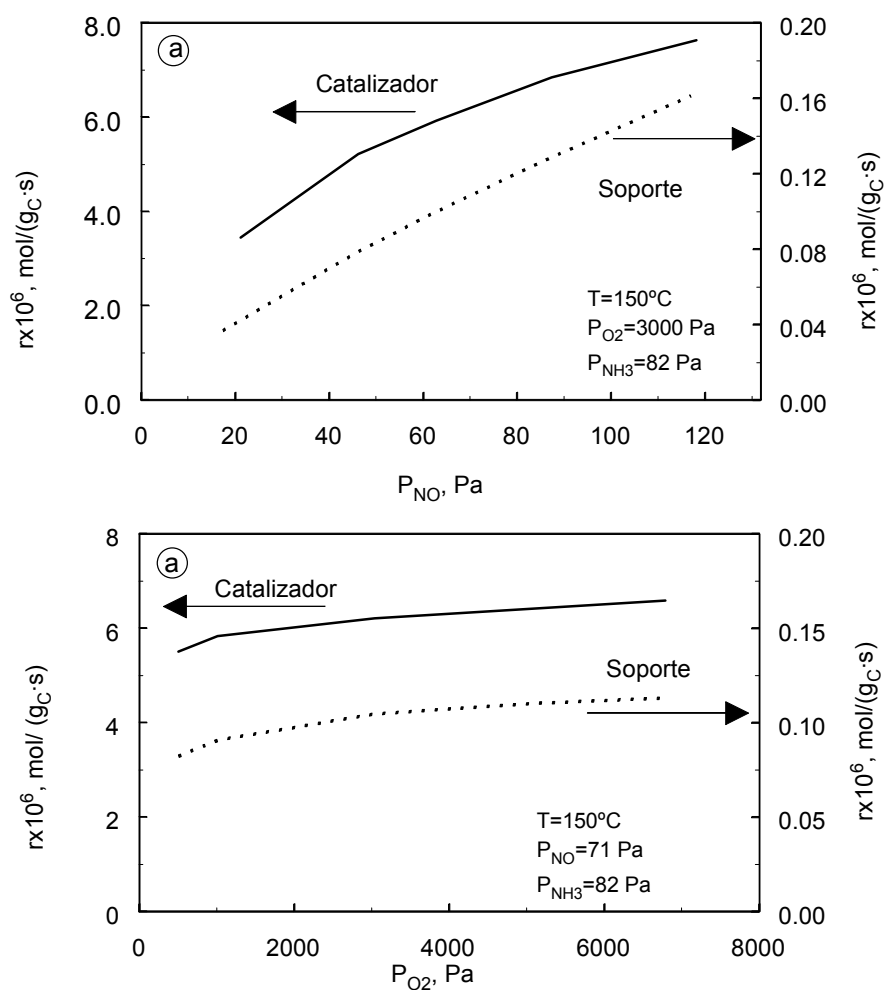 a
Catalizador
Soporte
T=150ºC
P_O2=3000 Pa
P_NH3=82 Pa
8.0
6.0
4.0
2.0
0.0
0.20
0.16
0.12
0.08
0.04
0.00
0 20 40 60 80 100 120
rx10^6, mol/(g_C·s)
rx10^6, mol/(g_C·s)
P_NO, Pa
a
Catalizador
Soporte
T=150ºC
P_NO=71 Pa
P_NH3=82 Pa
8
6
4
2
0
0.20
0.15
0.10
0.05
0.00
0 2000 4000 6000 8000
rx10^6, mol/ (g_C·s)
rx10^6, mol/(g_C·s)
P_O2, Pa